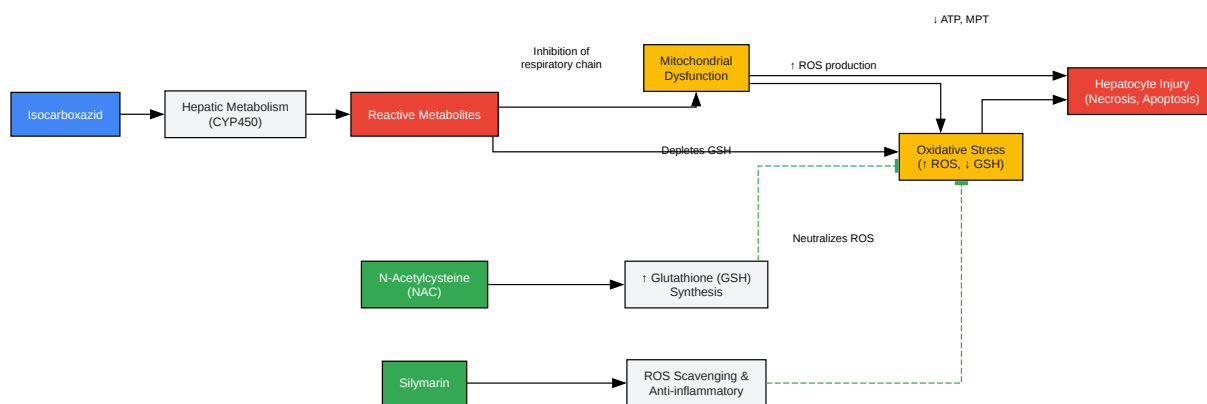 ↓ ATP, MPT
Inhibition of
respiratory chain
Mitochondrial
Dysfunction
↑ ROS production
Hepatocyte Injury
(Necrosis, Apoptosis)
Isocarboxazid
Hepatic Metabolism
(CYP450)
Reactive Metabolites
Depletes GSH
Oxidative Stress
(↑ ROS, ↓ GSH)
Neutralizes ROS
N-Acetylcysteine
(NAC)
↑ Glutathione (GSH)
Synthesis
Silymarin
ROS Scavenging &
Anti-inflammatory